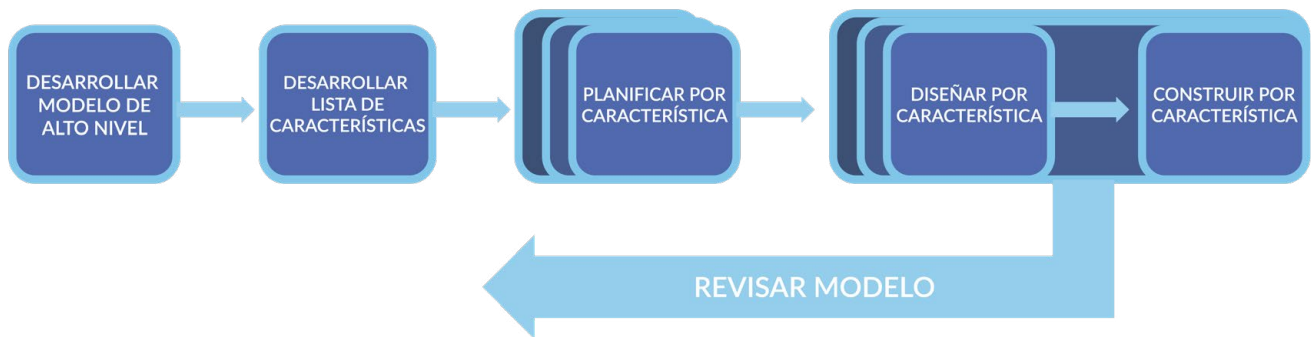 DESARROLLAR
MODELO DE
ALTO NIVEL
DESARROLLAR
LISTA DE
CARACTERÍSTICAS
PLANIFICAR POR
CARACTERÍSTICA
DISEÑAR POR
CARACTERÍSTICA
CONSTRUIR POR
CARACTERÍSTICA
REVISAR MODELO